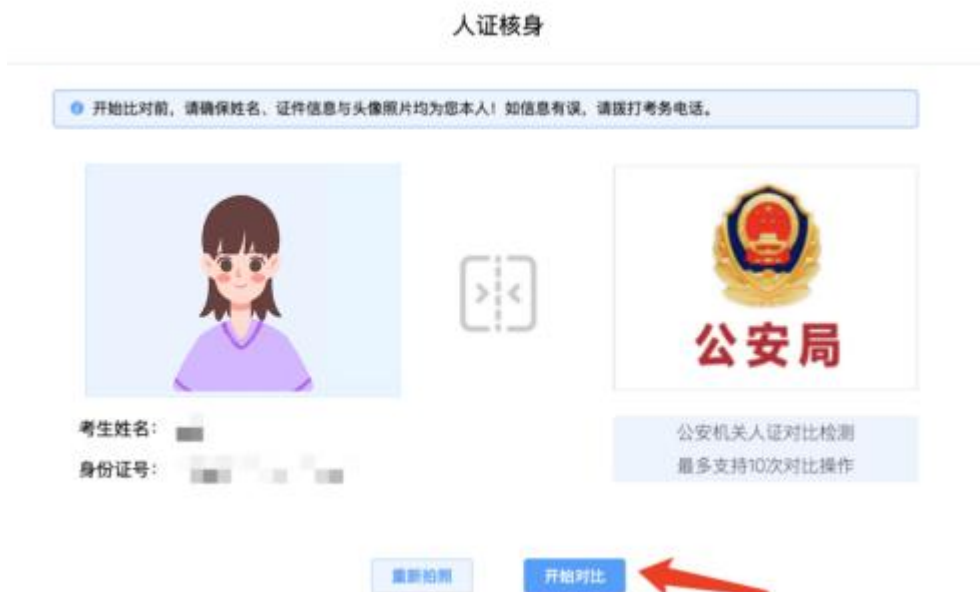 人证核身
开始比对前，请确保姓名、证件信息与头像照片均为您本人！如信息有误，请拨打考务电话。
公安局
考生姓名：
身份证号：
公安机关人证对比检测
最多支持10次对比操作
重新拍照
开始对比